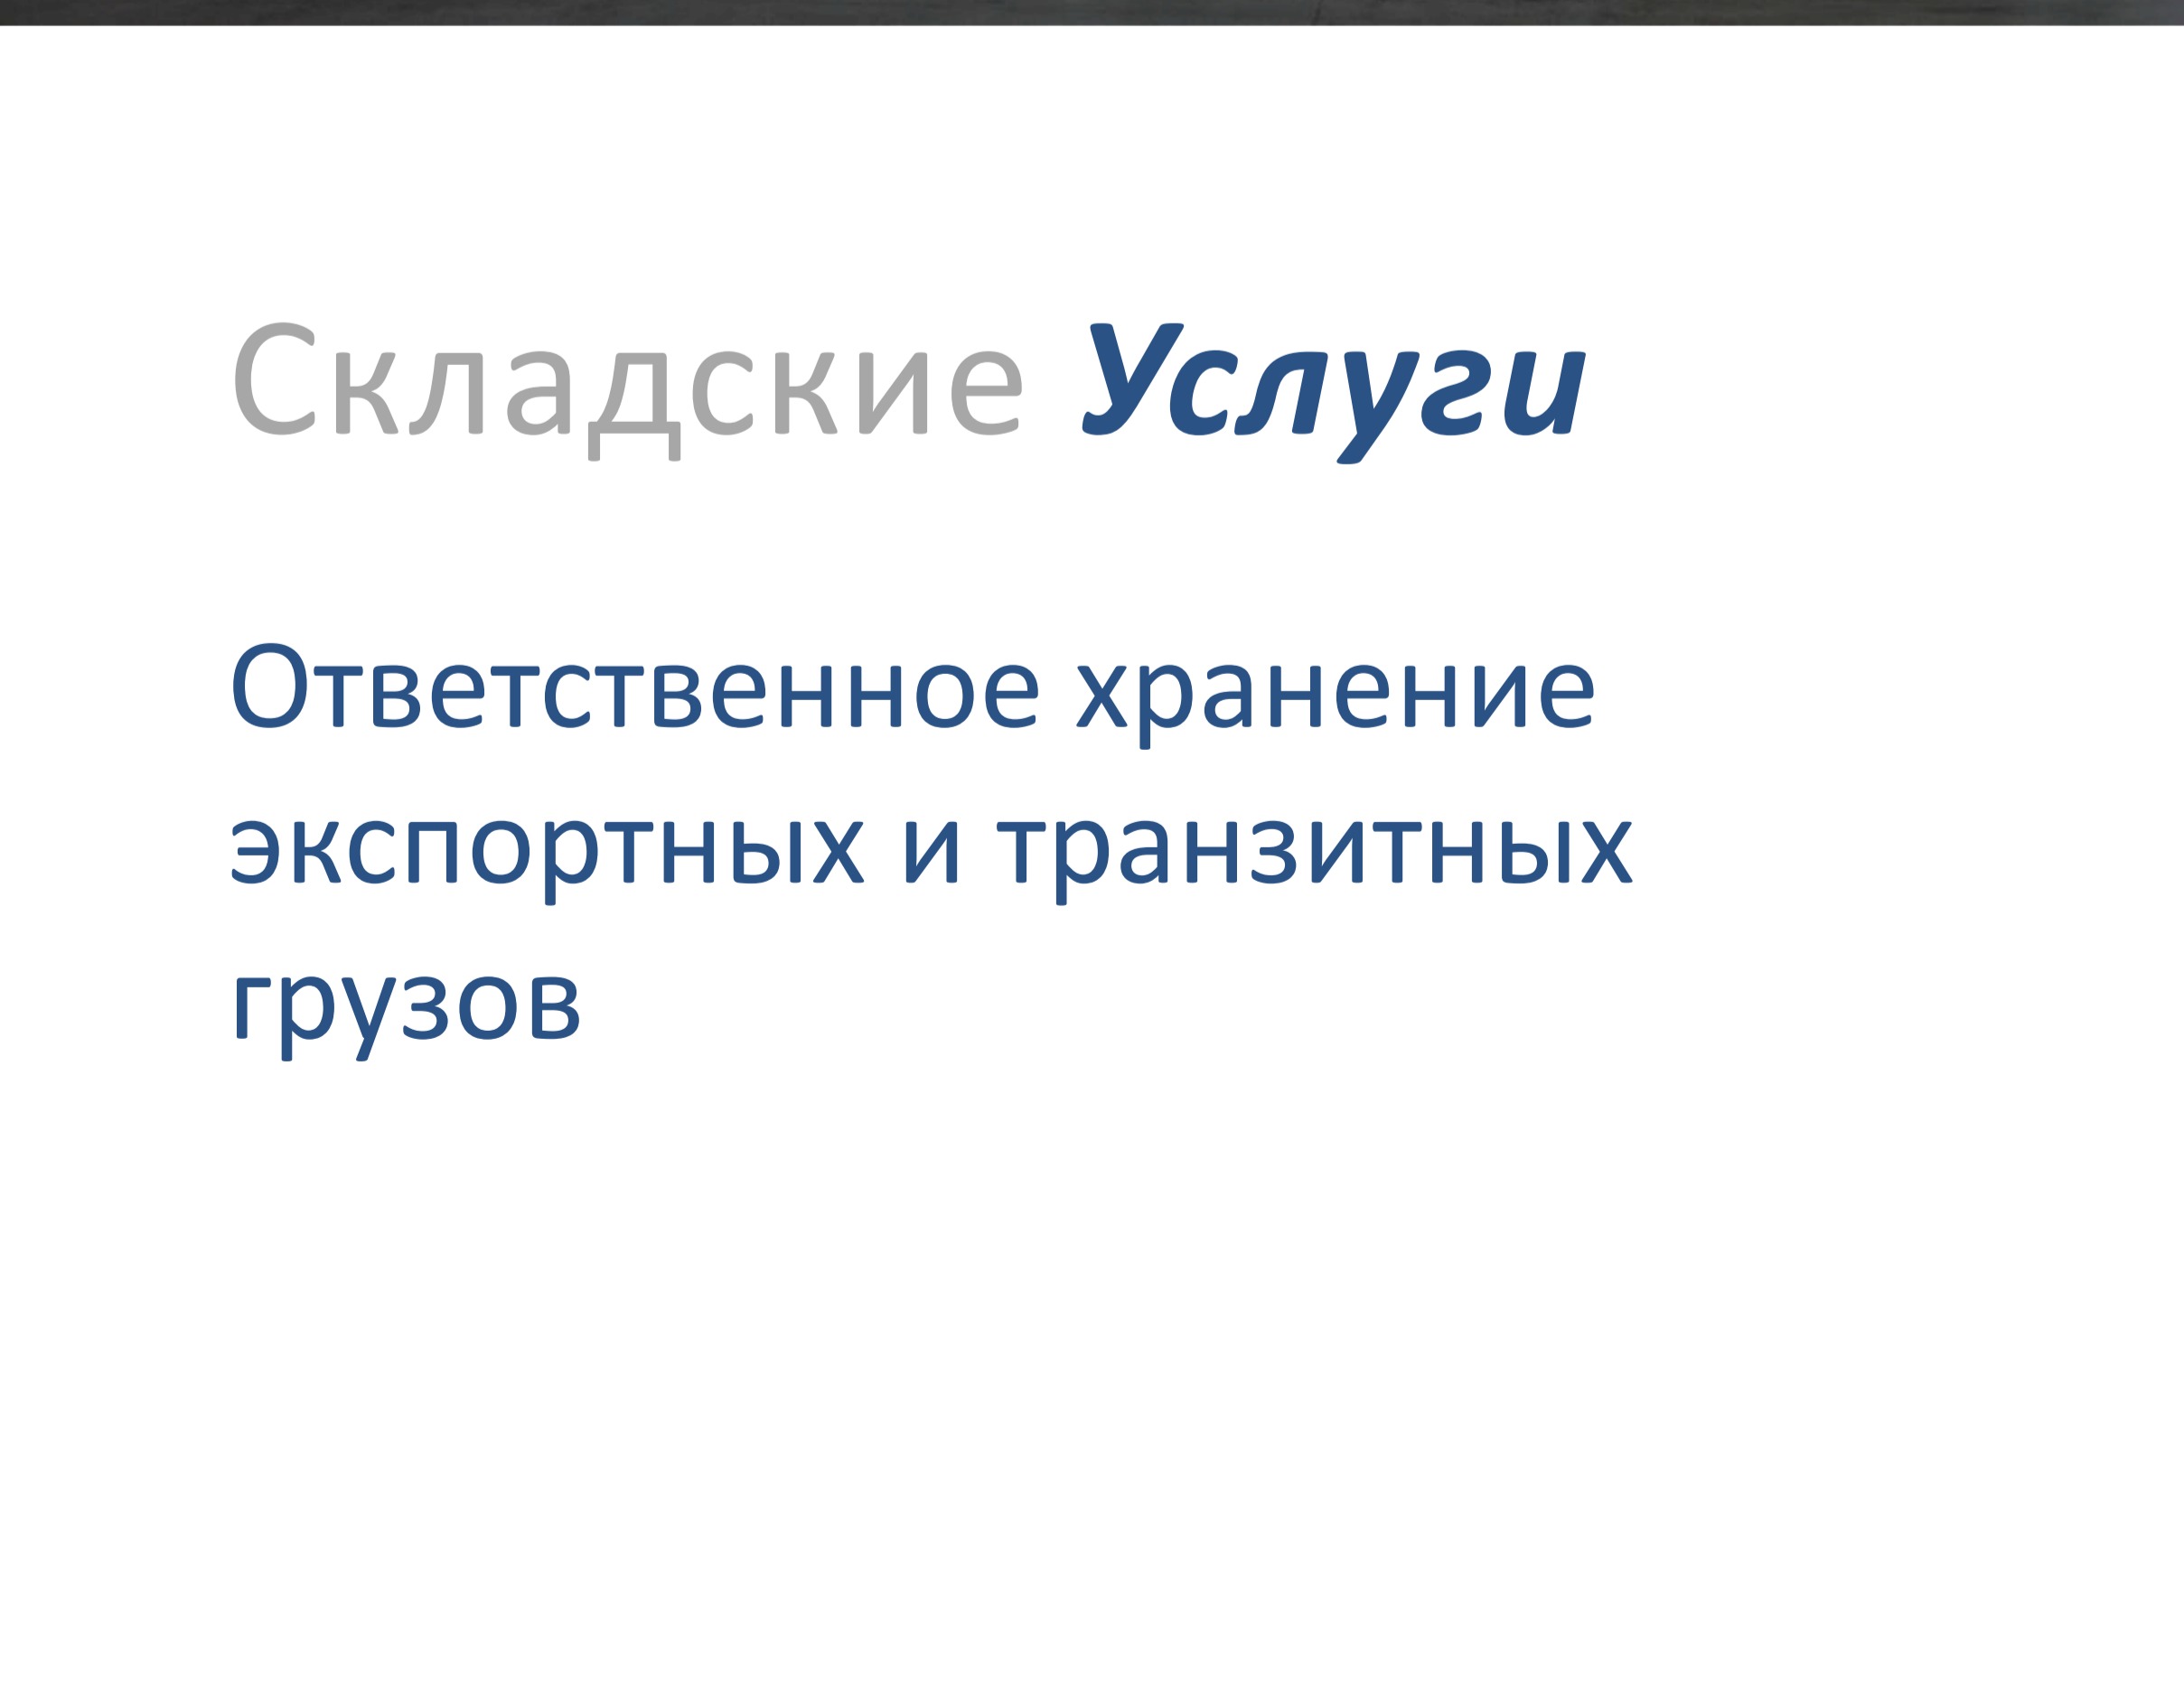 Складские Услуги
Ответственное хранение
экспортных и транзитных
грузов